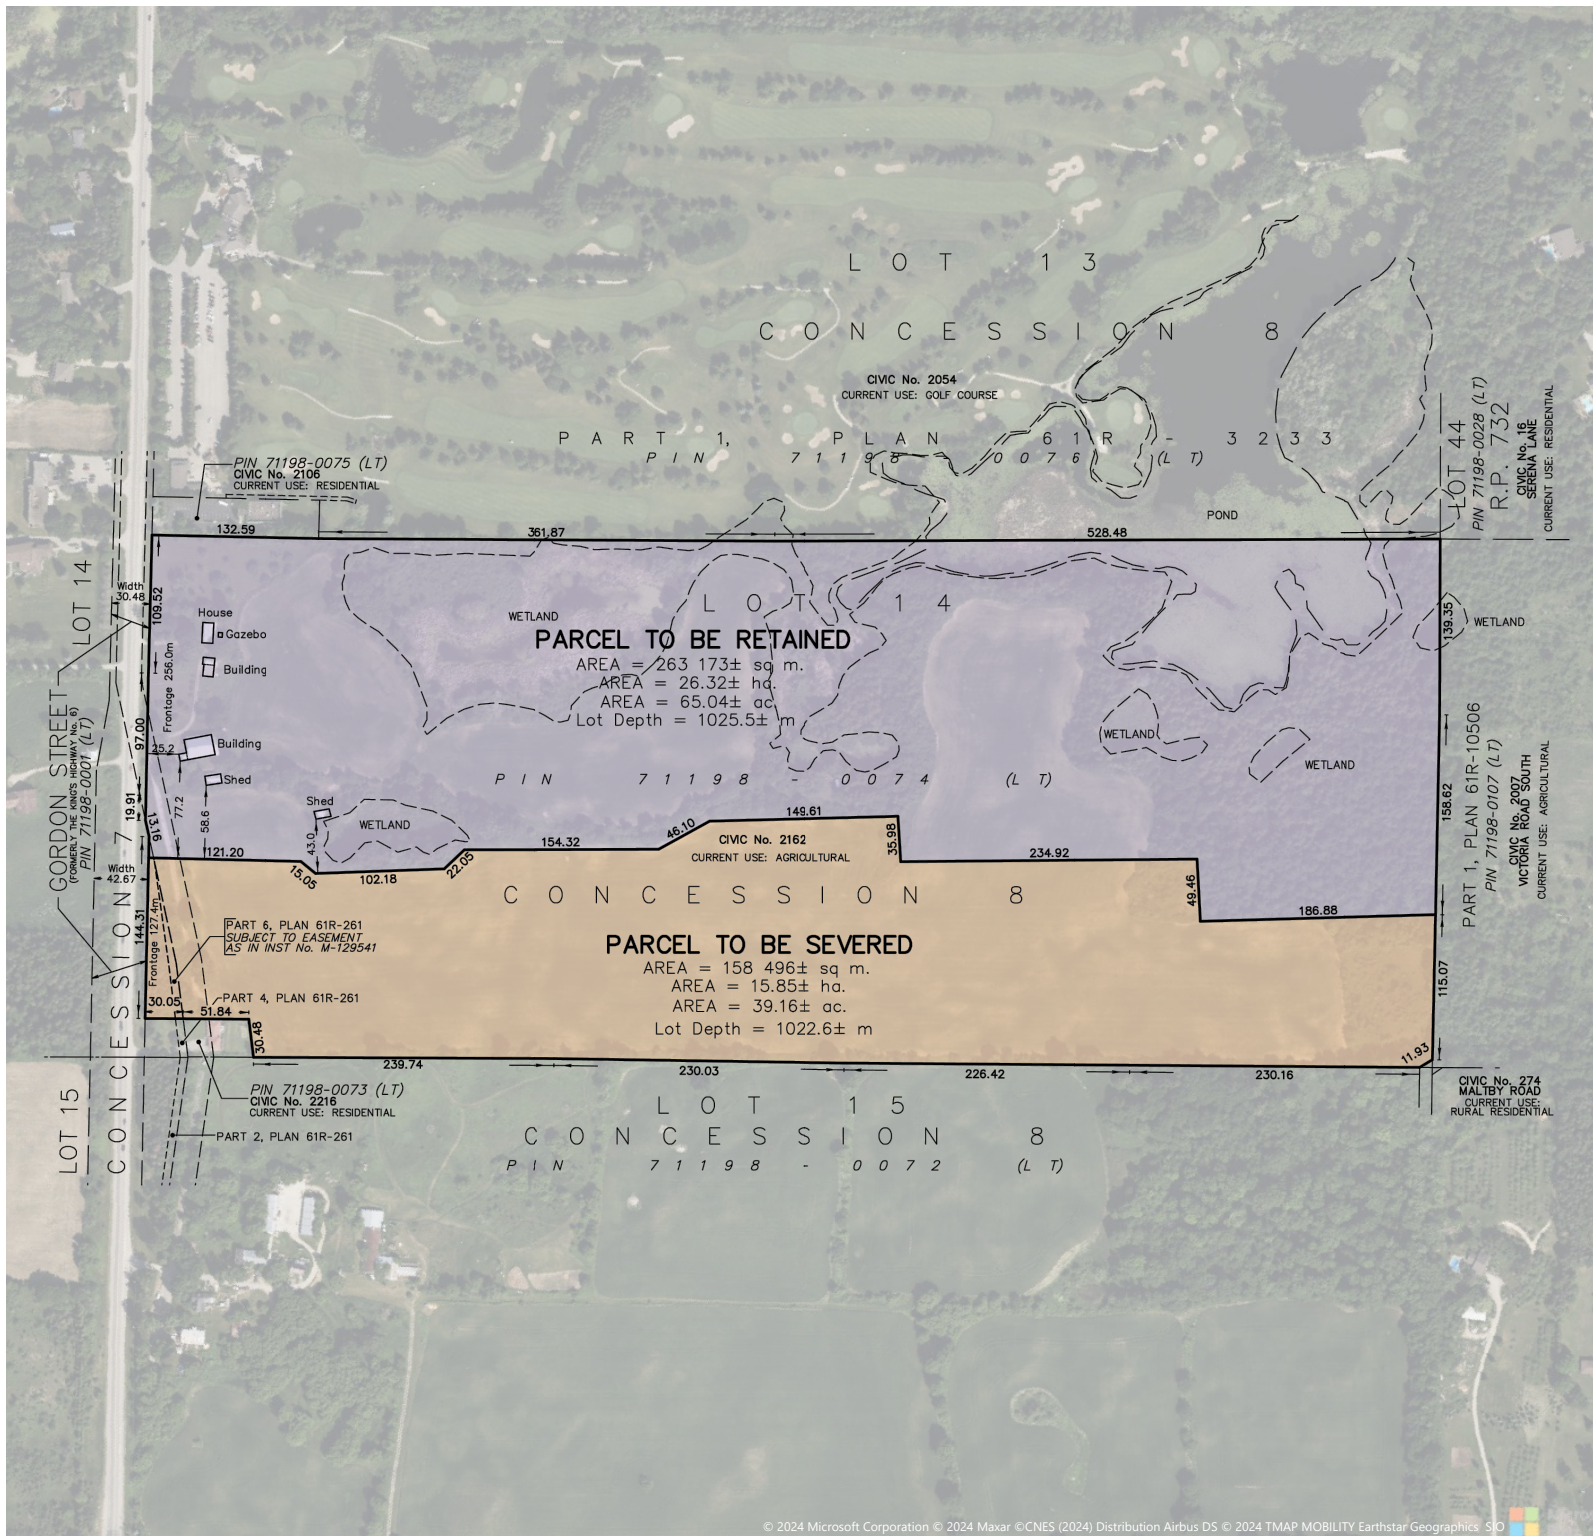 LOT 13
CONCESSION 8
CIVIC No. 2054
CURRENT USE: GOLF COURSE
PART 1, PLAN 61R - 3233
PIN 71198 - 0076 (LT)
PIN 71198-0075 (LT)
CIVIC No. 2106
CURRENT USE: RESIDENTIAL
LOT 44
PIN 71198-0028 (LT)
R.P. 732
CIVIC No. 16
SERENA LANE
CURRENT USE: RESIDENTIAL
POND
132.59
361.87
528.48
LOT 14
Width
30.48
109.52
House
Gazebo
Building
Frontage 256.0m
97.00
25.2
Building
Shed
77.2
58.6
19.91
13.16
Shed
43.0
WETLAND
LOT 14
WETLAND
PARCEL TO BE RETAINED
AREA = 263 173± sq m.
AREA = 26.32± ha.
AREA = 65.04± ac.
Lot Depth = 1025.5± m
PIN 71198 - 0074 (LT)
WETLAND
WETLAND
WETLAND
139.35
158.62
PART 1, PLAN 61R-10506
PIN 71198-0107 (LT)
CIVIC No. 2007
VICTORIA ROAD SOUTH
CURRENT USE: AGRICULTURAL
GORDON STREET
(FORMERLY THE KING'S HIGHWAY No. 6)
PIN 71198-0001 (LT)
CONCESSION 7
Width
42.67
144.31
Frontage 127.4m
121.20
15.05
102.18
22.05
154.32
46.10
149.61
35.98
234.92
49.46
186.88
115.07
11.93
CIVIC No. 2162
CURRENT USE: AGRICULTURAL
CONCESSION 8
PARCEL TO BE SEVERED
AREA = 158 496± sq m.
AREA = 15.85± ha.
AREA = 39.16± ac.
Lot Depth = 1022.6± m
PART 6, PLAN 61R-261
SUBJECT TO EASEMENT
AS IN INST No. M-129541
PART 4, PLAN 61R-261
30.05
51.84
30.48
239.74
230.03
226.42
230.16
PIN 71198-0073 (LT)
CIVIC No. 2216
CURRENT USE: RESIDENTIAL
PART 2, PLAN 61R-261
LOT 15
LOT 15
CONCESSION 8
PIN 71198 - 0072 (LT)
CIVIC No. 274
MALTBY ROAD
CURRENT USE:
RURAL RESIDENTIAL
© 2024 Microsoft Corporation © 2024 Maxar ©CNES (2024) Distribution Airbus DS © 2024 TMAP MOBILITY Earthstar Geographics SIO